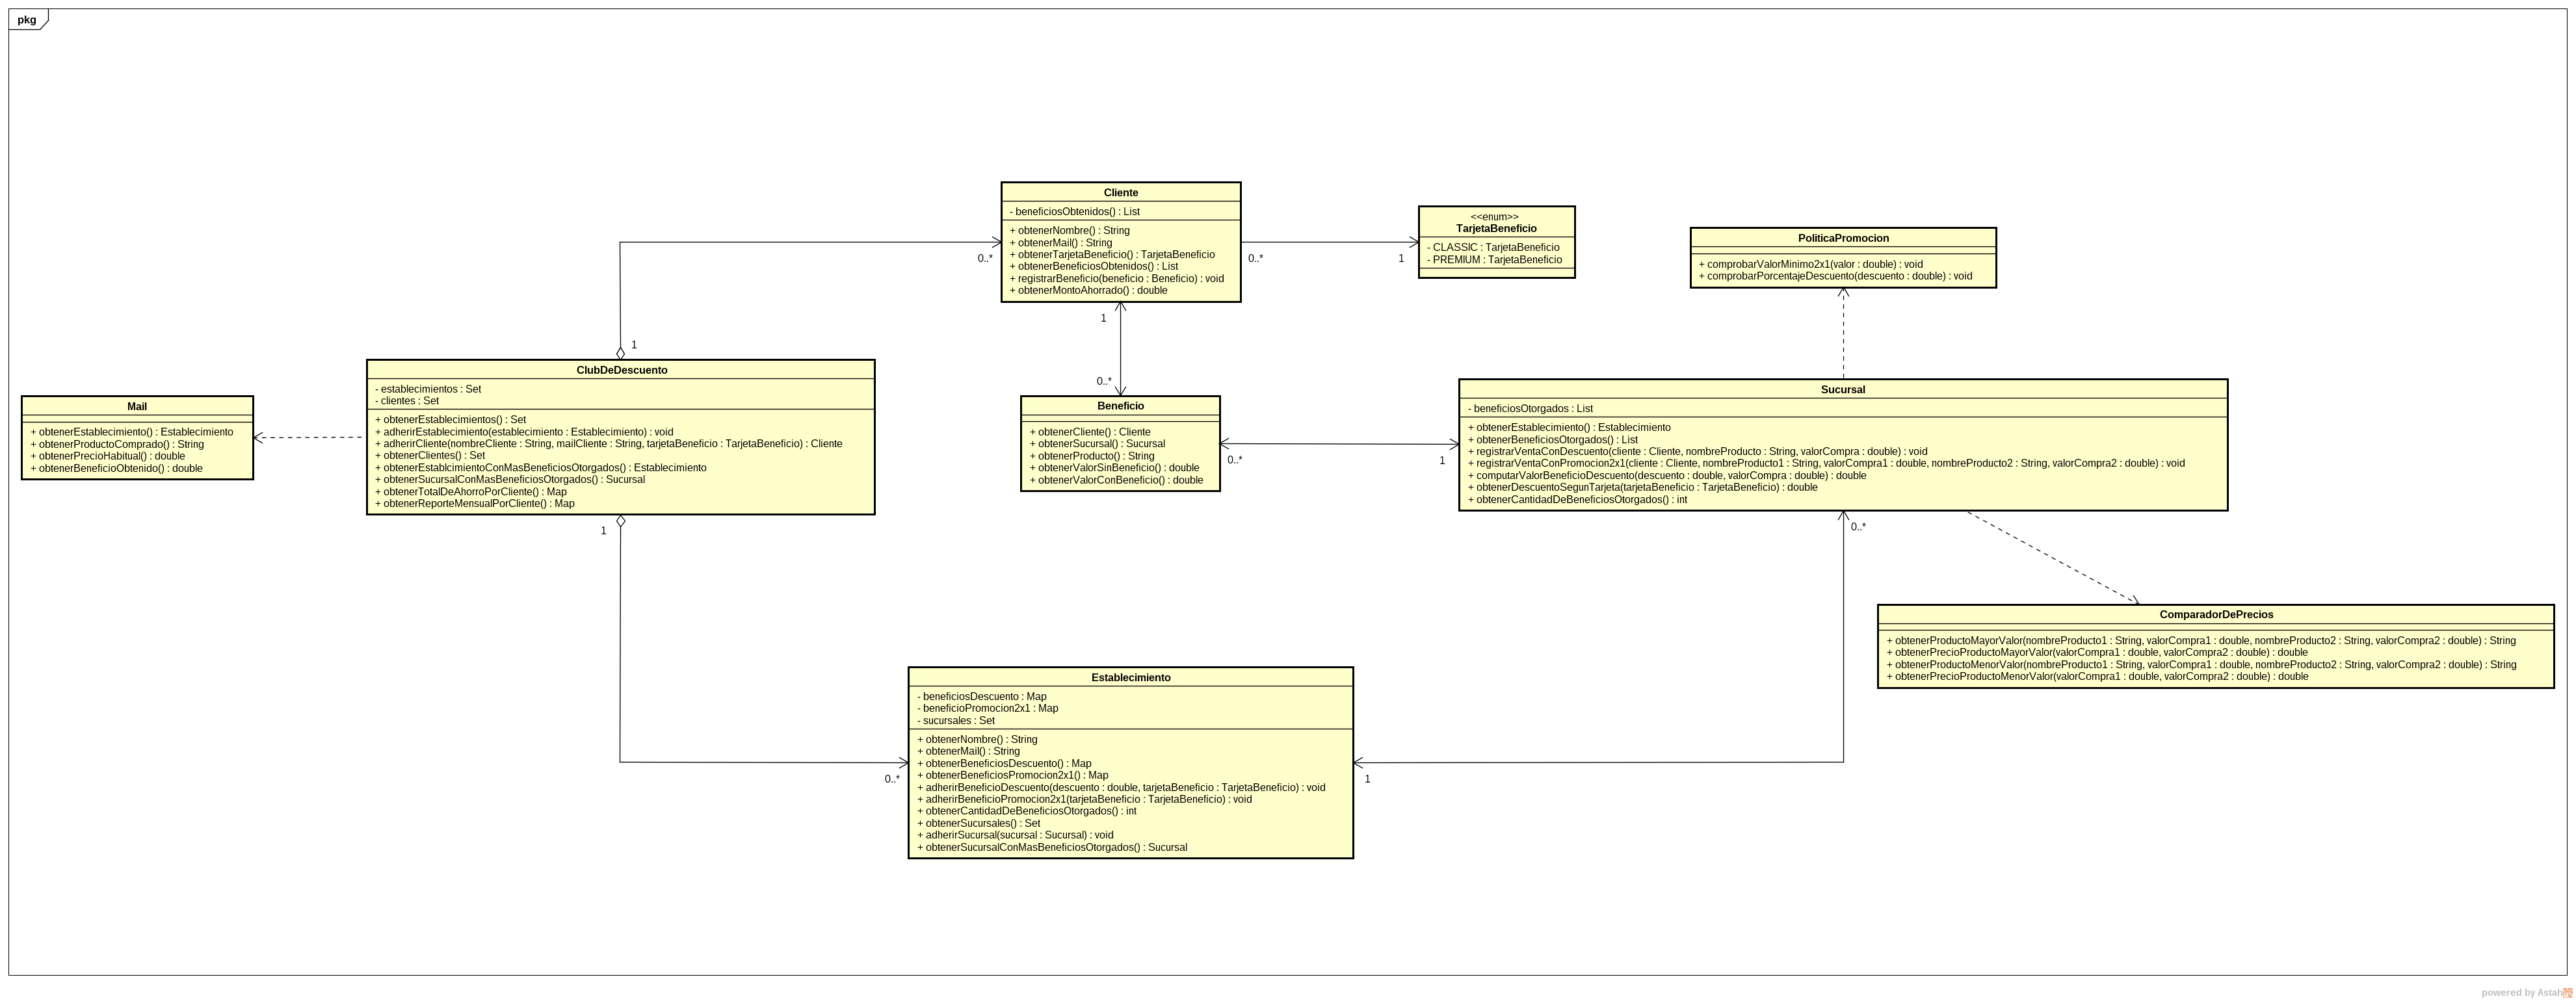 pkg
Cliente
- beneficiosObtenidos() : List
+ obtenerNombre() : String
+ obtenerMail() : String
+ obtenerTarjetaBeneficio() : TarjetaBeneficio
+ obtenerBeneficiosObtenidos() : List
+ registrarBeneficio(beneficio : Beneficio) : void
+ obtenerMontoAhorrado() : double
0..*
0..*
1
<<enum>>
TarjetaBeneficio
- CLASSIC : TarjetaBeneficio
- PREMIUM : TarjetaBeneficio
PoliticaPromocion
+ comprobarValorMinimo2x1(valor : double) : void
+ comprobarPorcentajeDescuento(descuento : double) : void
1
1
0..*
Mail
+ obtenerEstablecimiento() : Establecimiento
+ obtenerProductoComprado() : String
+ obtenerPrecioHabitual() : double
+ obtenerBeneficioObtenido() : double
ClubDeDescuento
- establecimientos : Set
- clientes : Set
+ obtenerEstablecimientos() : Set
+ adherirEstablecimiento(establecimiento : Establecimiento) : void
+ adherirCliente(nombreCliente : String, mailCliente : String, tarjetaBeneficio : TarjetaBeneficio) : Cliente
+ obtenerClientes() : Set
+ obtenerEstablcimientoConMasBeneficiosOtorgados() : Establecimiento
+ obtenerSucursalConMasBeneficiosOtorgados() : Sucursal
+ obtenerTotalDeAhorroPorCliente() : Map
+ obtenerReporteMensualPorCliente() : Map
Beneficio
+ obtenerCliente() : Cliente
+ obtenerSucursal() : Sucursal
+ obtenerProducto() : String
+ obtenerValorSinBeneficio() : double
+ obtenerValorConBeneficio() : double
0..*
1
Sucursal
- beneficiosOtorgados : List
+ obtenerEstablecimiento() : Establecimiento
+ obtenerBeneficiosOtorgados() : List
+ registrarVentaConDescuento(cliente : Cliente, nombreProducto : String, valorCompra : double) : void
+ registrarVentaConPromocion2x1(cliente : Cliente, nombreProducto1 : String, valorCompra1 : double, nombreProducto2 : String, valorCompra2 : double) : void
+ computarValorBeneficioDescuento(descuento : double, valorCompra : double) : double
+ obtenerDescuentoSegunTarjeta(tarjetaBeneficio : TarjetaBeneficio) : double
+ obtenerCantidadDeBeneficiosOtorgados() : int
1
0..*
ComparadorDePrecios
+ obtenerProductoMayorValor(nombreProducto1 : String, valorCompra1 : double, nombreProducto2 : String, valorCompra2 : double) : String
+ obtenerPrecioProductoMayorValor(valorCompra1 : double, valorCompra2 : double) : double
+ obtenerProductoMenorValor(nombreProducto1 : String, valorCompra1 : double, nombreProducto2 : String, valorCompra2 : double) : String
+ obtenerPrecioProductoMenorValor(valorCompra1 : double, valorCompra2 : double) : double
Establecimiento
- beneficiosDescuento : Map
- beneficioPromocion2x1 : Map
- sucursales : Set
+ obtenerNombre() : String
+ obtenerMail() : String
+ obtenerBeneficiosDescuento() : Map
+ obtenerBeneficiosPromocion2x1() : Map
+ adherirBeneficioDescuento(descuento : double, tarjetaBeneficio : TarjetaBeneficio) : void
+ adherirBeneficioPromocion2x1(tarjetaBeneficio : TarjetaBeneficio) : void
+ obtenerCantidadDeBeneficiosOtorgados() : int
+ obtenerSucursales() : Set
+ adherirSucursal(sucursal : Sucursal) : void
+ obtenerSucursalConMasBeneficiosOtorgados() : Sucursal
0..*
1
powered by Astah